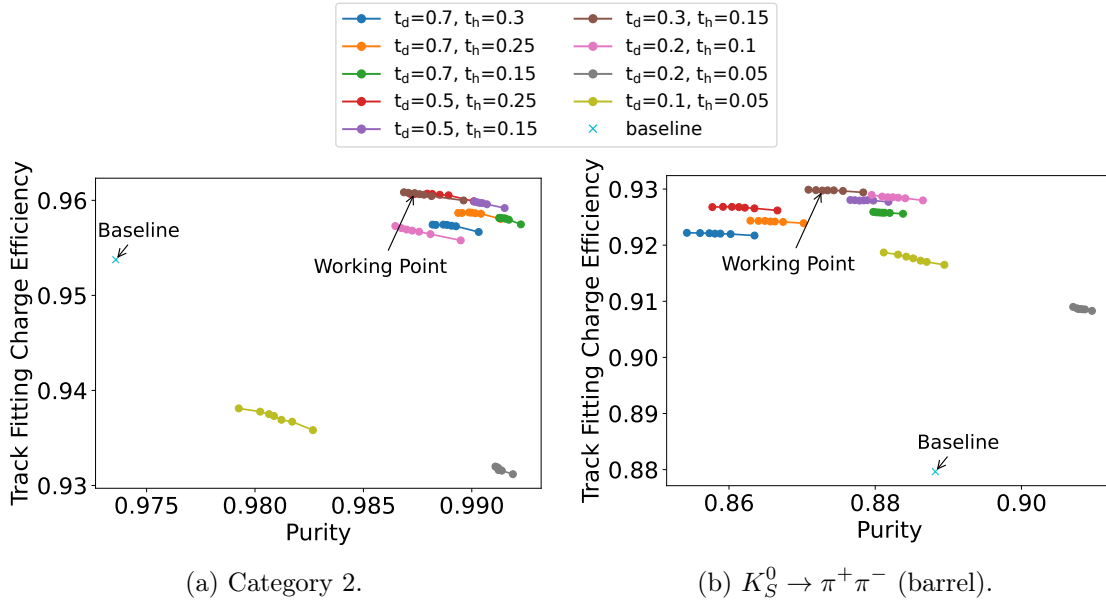 t_d=0.7, t_h=0.3
t_d=0.7, t_h=0.25
t_d=0.7, t_h=0.15
t_d=0.5, t_h=0.25
t_d=0.5, t_h=0.15
t_d=0.3, t_h=0.15
t_d=0.2, t_h=0.1
t_d=0.2, t_h=0.05
t_d=0.1, t_h=0.05
baseline
Track Fitting Charge Efficiency
0.96
0.95
0.94
0.93
Baseline
Working Point
0.975 0.980 0.985 0.990
Purity
(a) Category 2.
Track Fitting Charge Efficiency
0.93
0.92
0.91
0.90
0.89
0.88
Working Point
Baseline
0.86 0.88 0.90
Purity
(b) K_S^0 → π^+π^- (barrel).